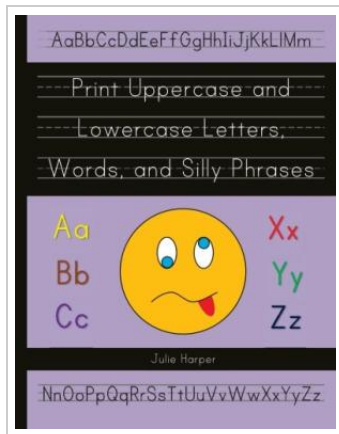 AaBbCcDdEeFfGgHhIiJjKkLlMm
Print Uppercase and
Lowercase Letters,
Words, and Silly Phrases
Aa Xx
Bb Yy
Cc Zz
Julie Harper
NnOoPpQqRrSsTtUuVvWwXxYyZz